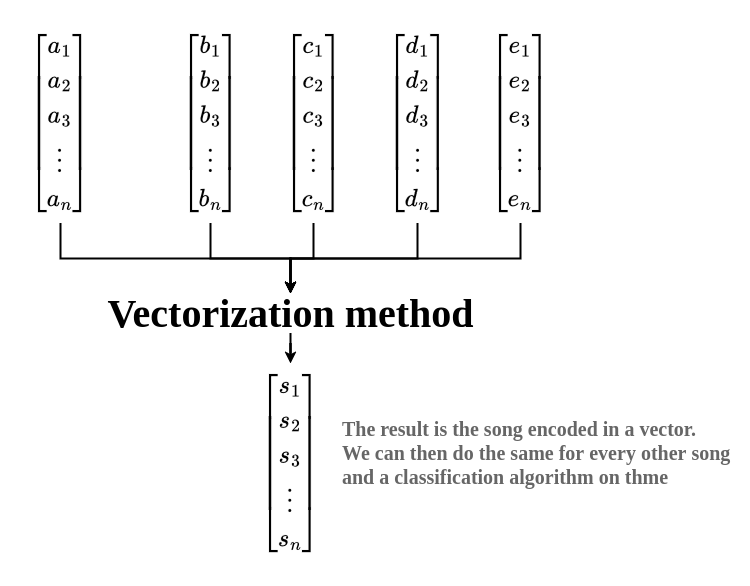 a1 b1 c1 d1 e1
a2 b2 c2 d2 e2
a3 b3 c3 d3 e3
⋮ ⋮ ⋮ ⋮ ⋮
an bn cn dn en
Vectorization method
s1
s2
s3
⋮
sn
The result is the song encoded in a vector.
We can then do the same for every other song
and a classification algorithm on thme